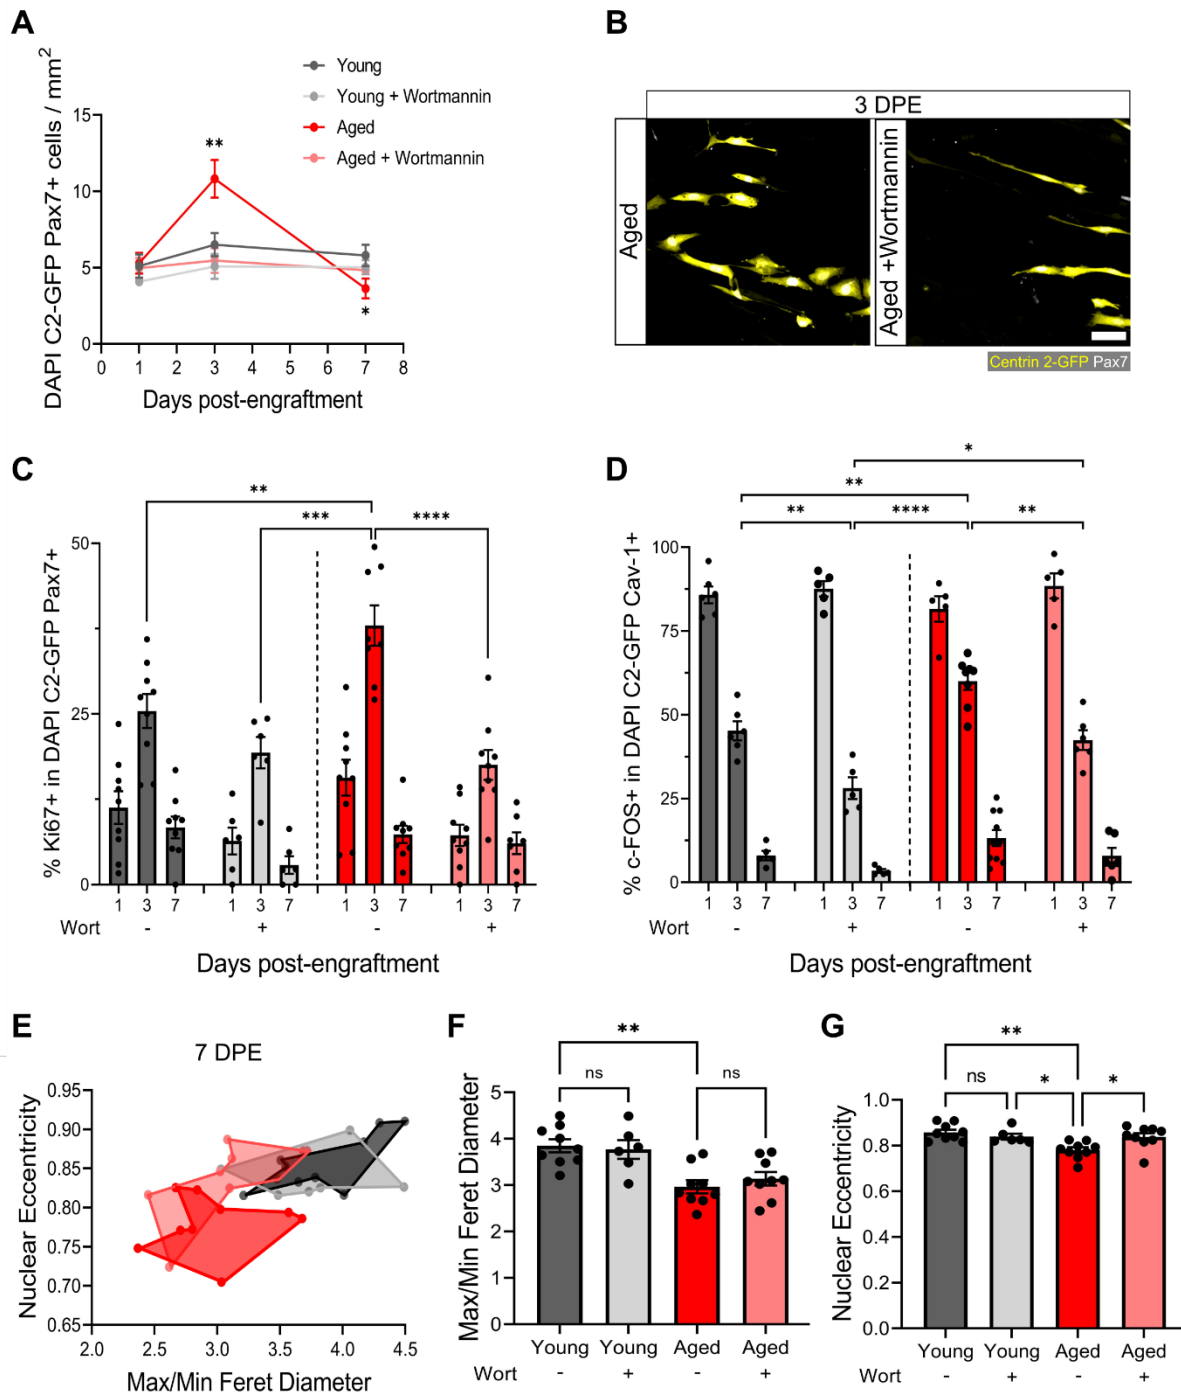 A
DAPI C2-GFP Pax7+ cells / mm²
15
10
5
0
0 1 2 3 4 5 6 7 8
Days post-engraftment
Young
Young + Wortmannin
Aged
Aged + Wortmannin
**
*
B
3 DPE
Aged
Aged +Wortmannin
Centrin 2-GFP Pax7
C
% Ki67+ in DAPI C2-GFP Pax7+
50
25
0
**
*** ****
1 3 7 1 3 7 1 3 7 1 3 7
Wort - + - +
Days post-engraftment
D
% c-FOS+ in DAPI C2-GFP Cav-1+
100
75
50
25
0
*
**
** **** **
1 3 7 1 3 7 1 3 7 1 3 7
Wort - + - +
Days post-engraftment
E
7 DPE
Nuclear Eccentricity
0.95
0.90
0.85
0.80
0.75
0.70
0.65
2.0 2.5 3.0 3.5 4.0 4.5
Max/Min Feret Diameter
F
Max/Min Feret Diameter
5
4
3
2
1
0
**
ns ns
Young Young Aged Aged
Wort - + - +
G
Nuclear Eccentricity
1.0
0.8
0.6
0.4
0.2
0.0
**
ns * *
Young Young Aged Aged
Wort - + - +